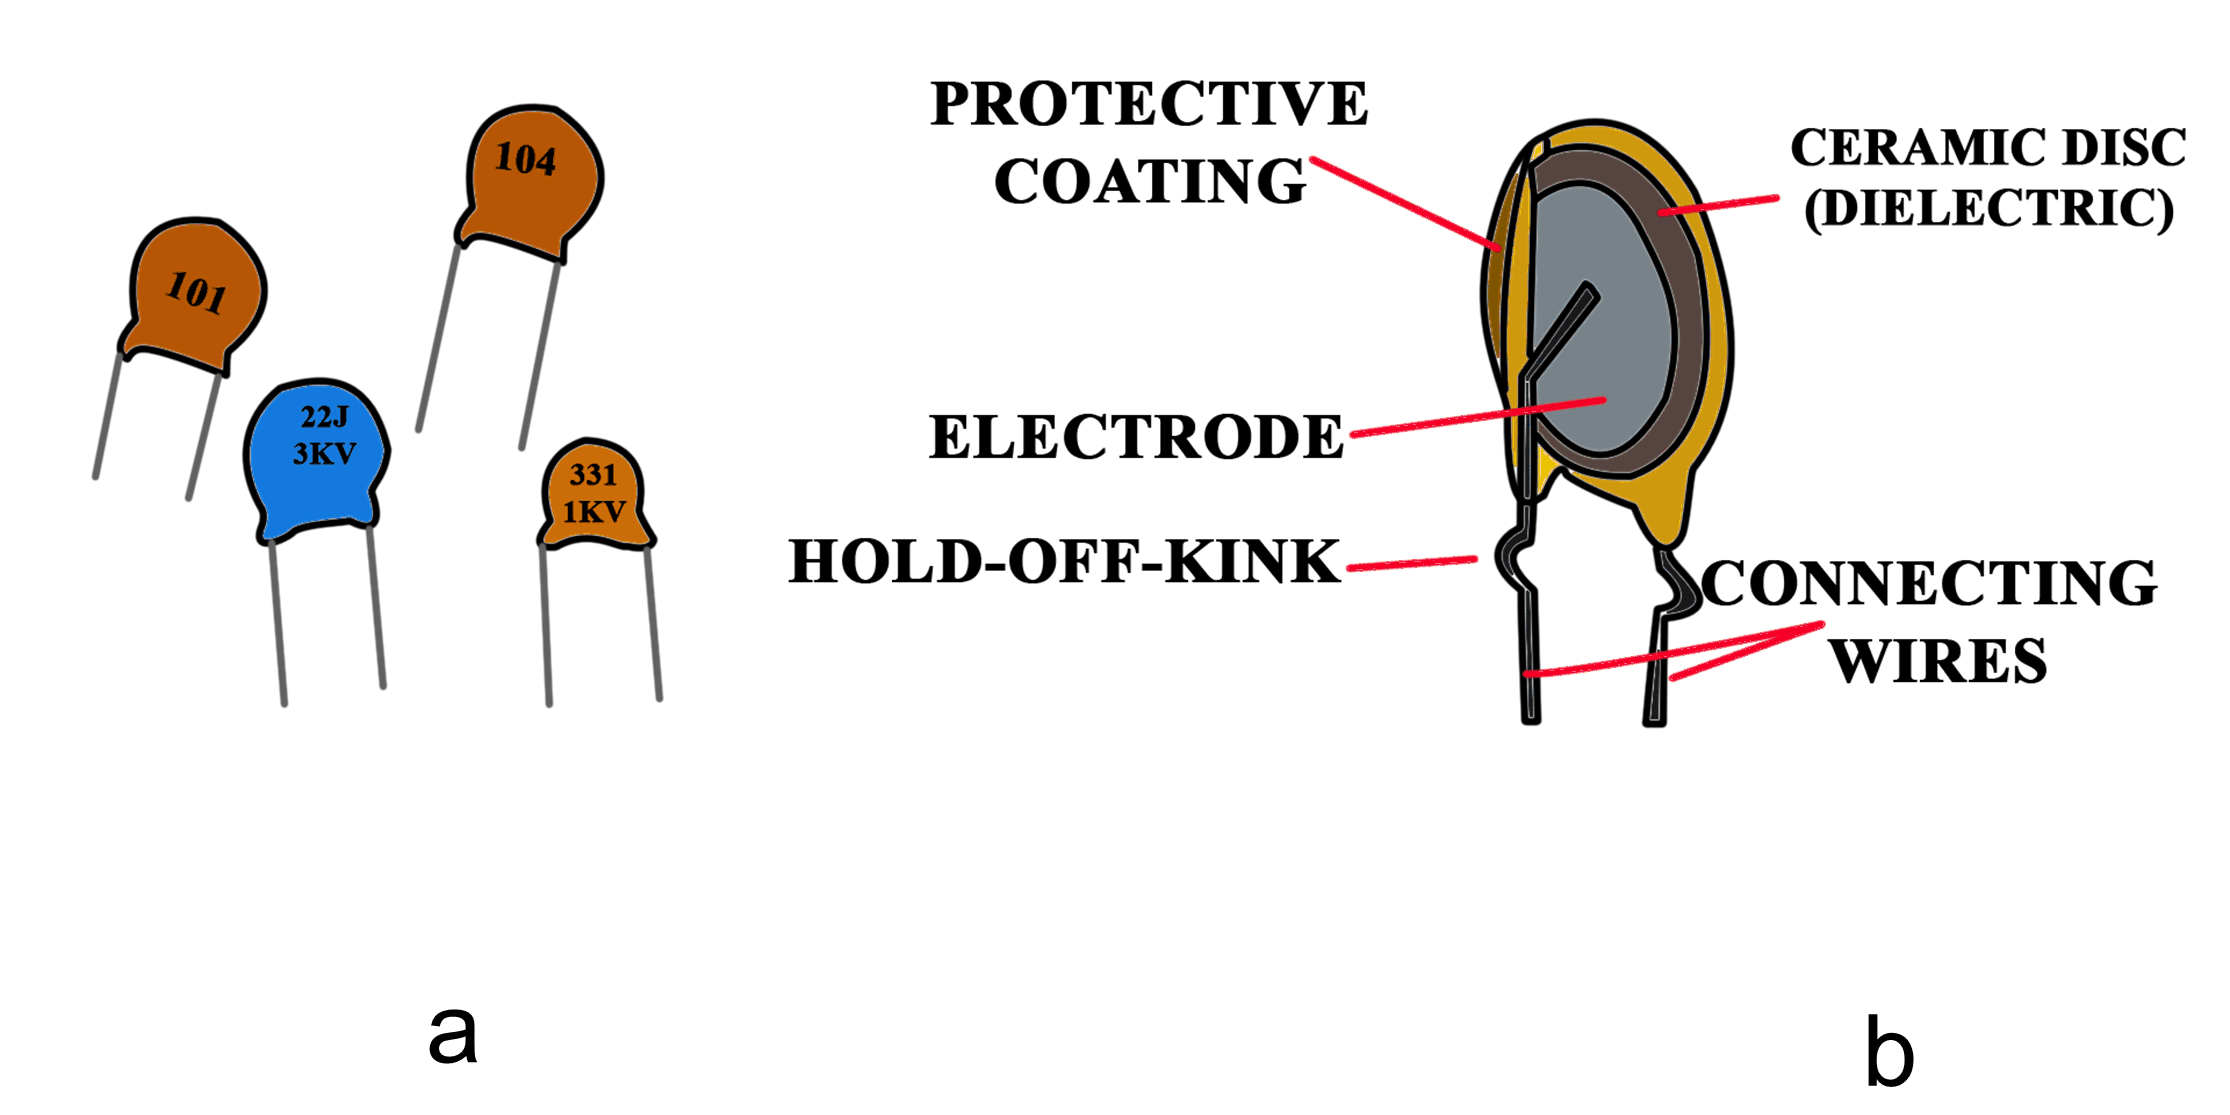 104
101
22J
3KV
331
1KV
a
PROTECTIVE
COATING
CERAMIC DISC
(DIELECTRIC)
ELECTRODE
HOLD-OFF-KINK
CONNECTING
WIRES
b